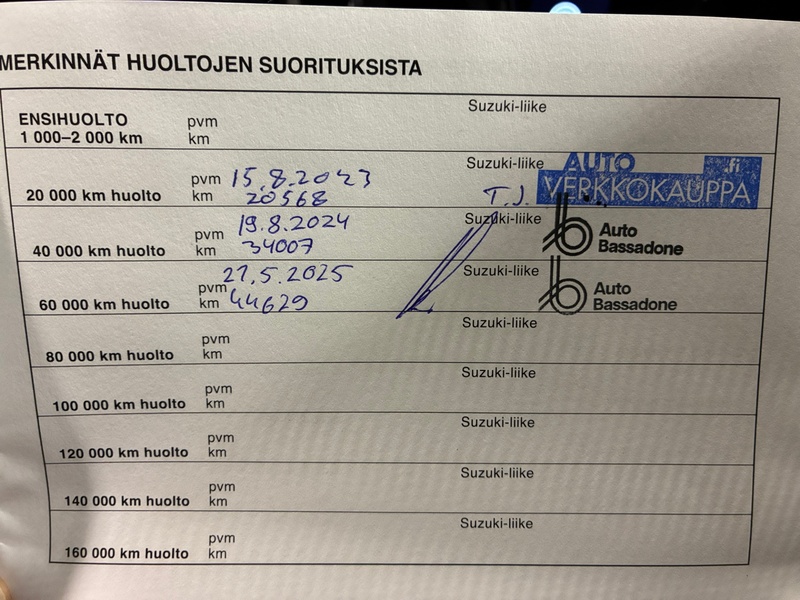 MERKINNÄT HUOLTOJEN SUORITUKSISTA
ENSIHUOLTO pvm Suzuki-liike
1 000–2 000 km km
Suzuki-liike AUTO .fi
20 000 km huolto pvm 15.8.2023
km 20568 T.J. VERKKOKAUPPA
Suzuki-liike
40 000 km huolto pvm 19.8.2024 Auto
km 34007 Bassadone
Suzuki-liike
60 000 km huolto pvm 27.5.2025 Auto
km 44629 Bassadone
Suzuki-liike
80 000 km huolto pvm
km
Suzuki-liike
100 000 km huolto pvm
km
Suzuki-liike
120 000 km huolto pvm
km
Suzuki-liike
140 000 km huolto pvm
km
Suzuki-liike
160 000 km huolto pvm
km